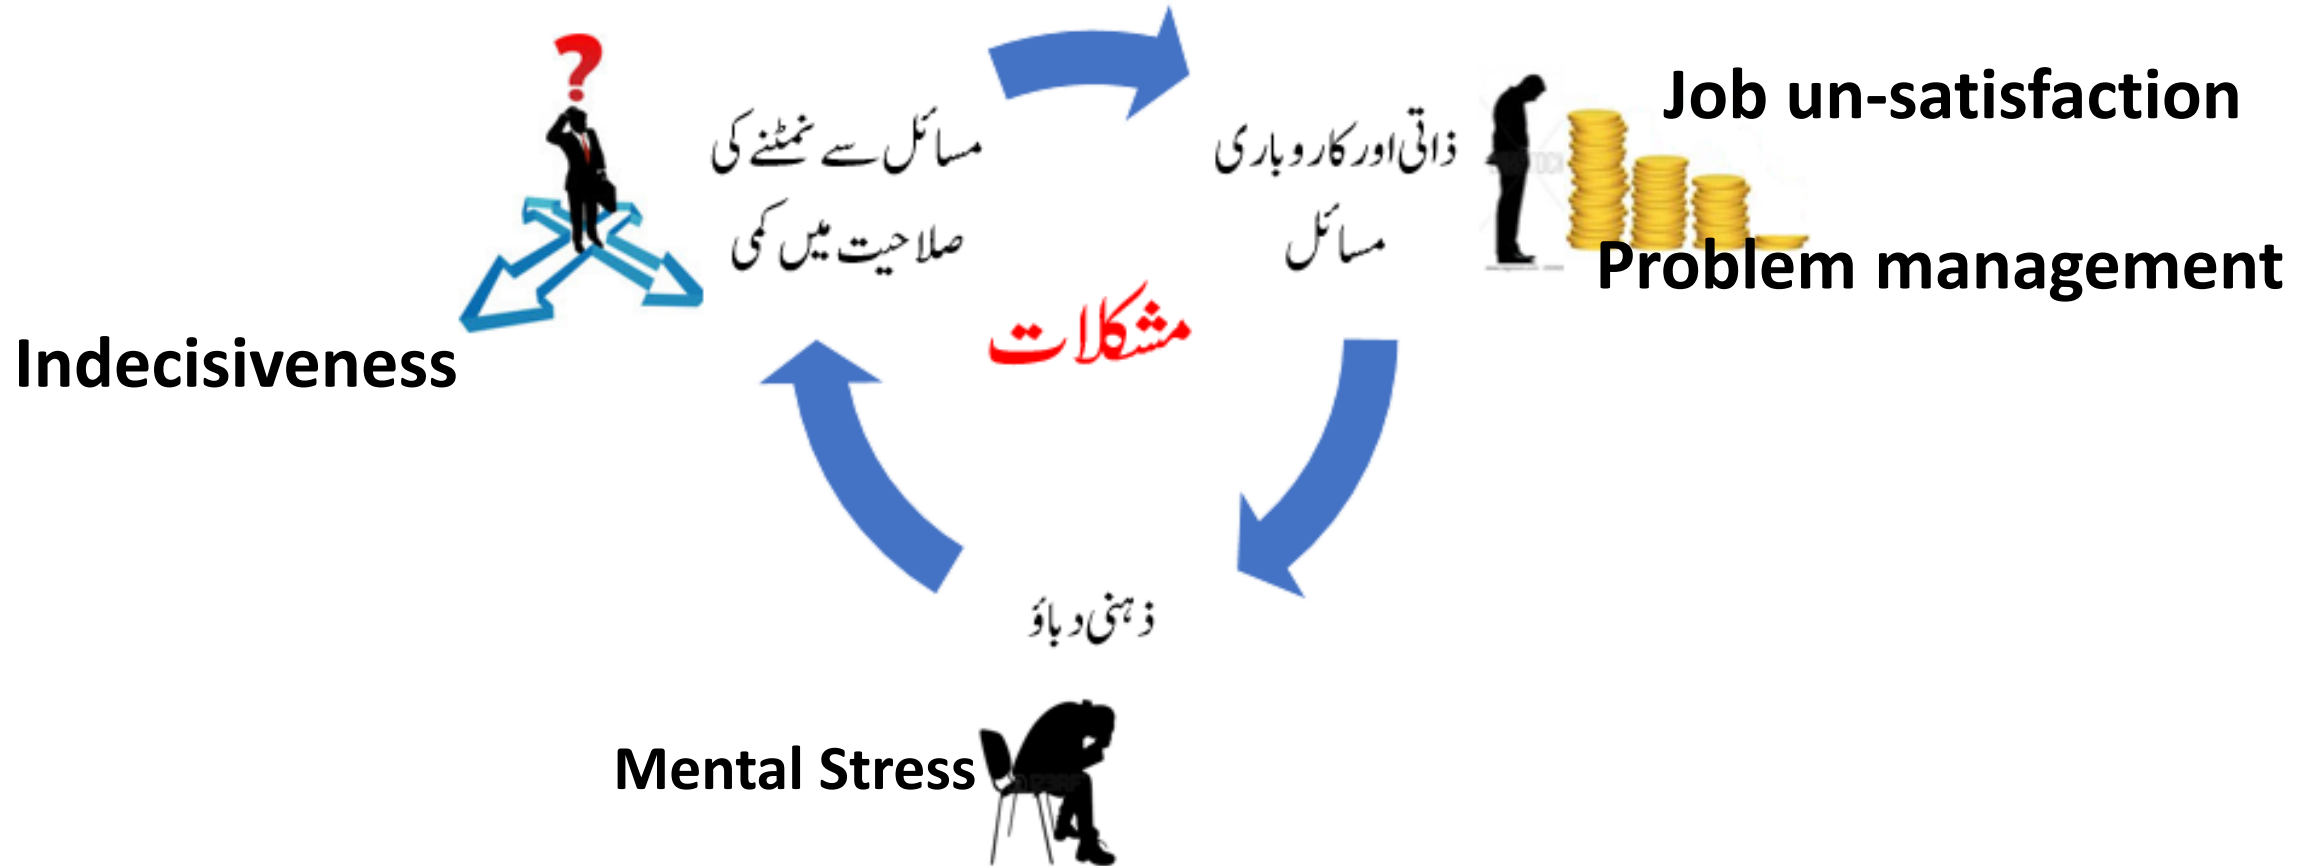 Job un-satisfaction
مسائل سے نمٹنے کی
صلاحیت میں کمی
ذاتی اور کاروباری
مسائل
Problem management
مشکلات
Indecisiveness
ذہنی دباؤ
Mental Stress